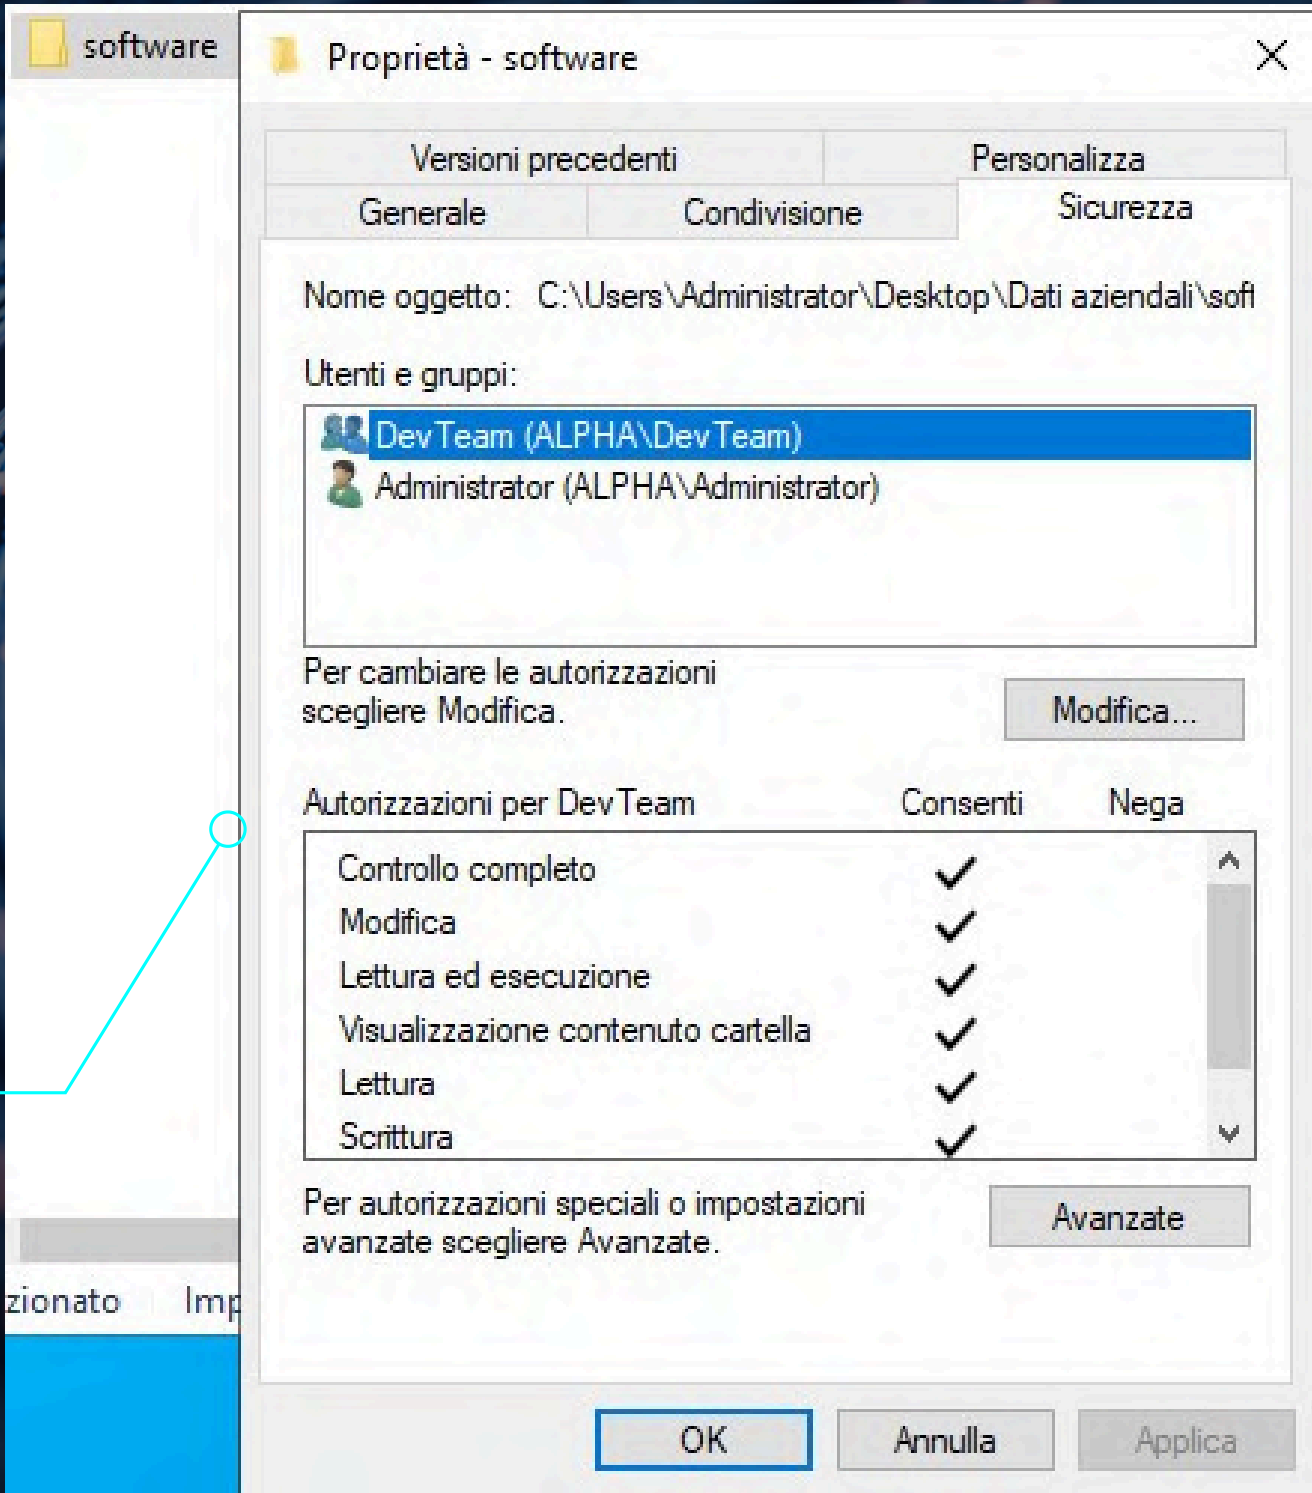 software
Proprietà - software
Versioni precedenti
Personalizza
Generale
Condivisione
Sicurezza
Nome oggetto: C:\Users\Administrator\Desktop\Dati aziendali\soft
Utenti e gruppi:
DevTeam (ALPHA\DevTeam)
Administrator (ALPHA\Administrator)
Per cambiare le autorizzazioni
scegliere Modifica.
Modifica...
Autorizzazioni per DevTeam
Consenti
Nega
Controllo completo
Modifica
Lettura ed esecuzione
Visualizzazione contenuto cartella
Lettura
Scrittura
Per autorizzazioni speciali o impostazioni
avanzate scegliere Avanzate.
Avanzate
zionato
Imp
OK
Annulla
Applica